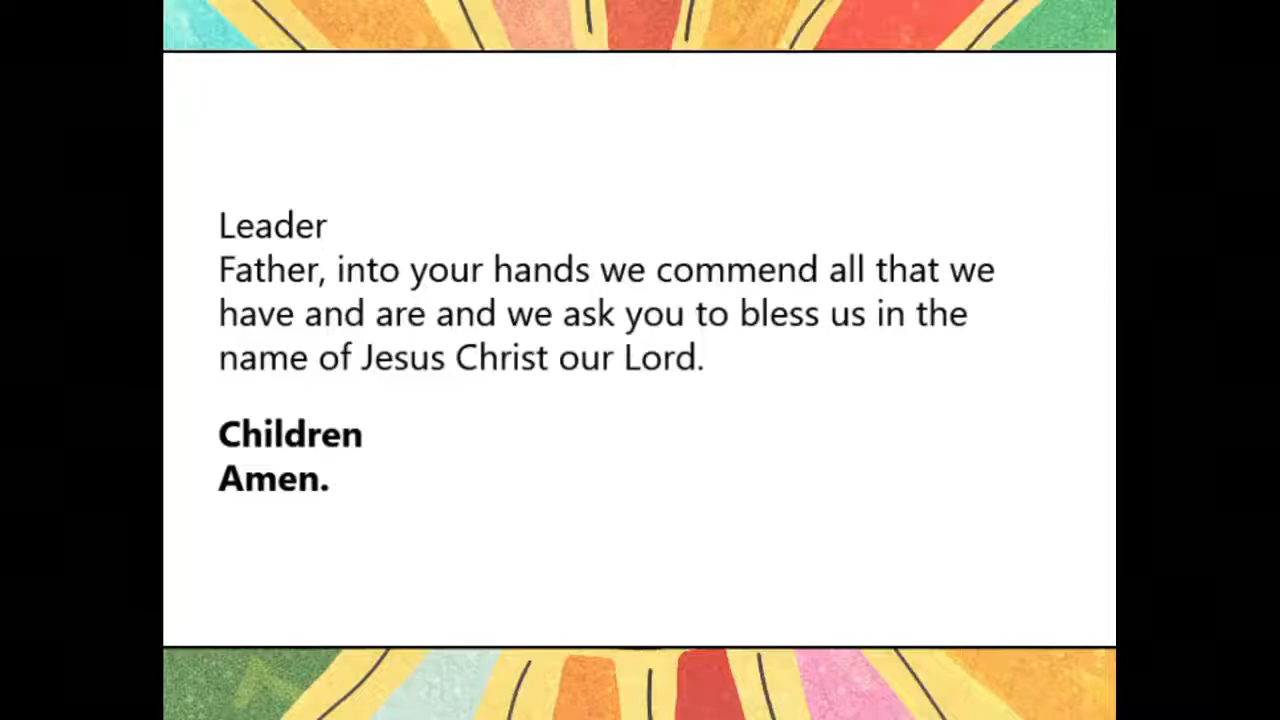 Leader
Father, into your hands we commend all that we
have and are and we ask you to bless us in the
name of Jesus Christ our Lord.
Children
Amen.